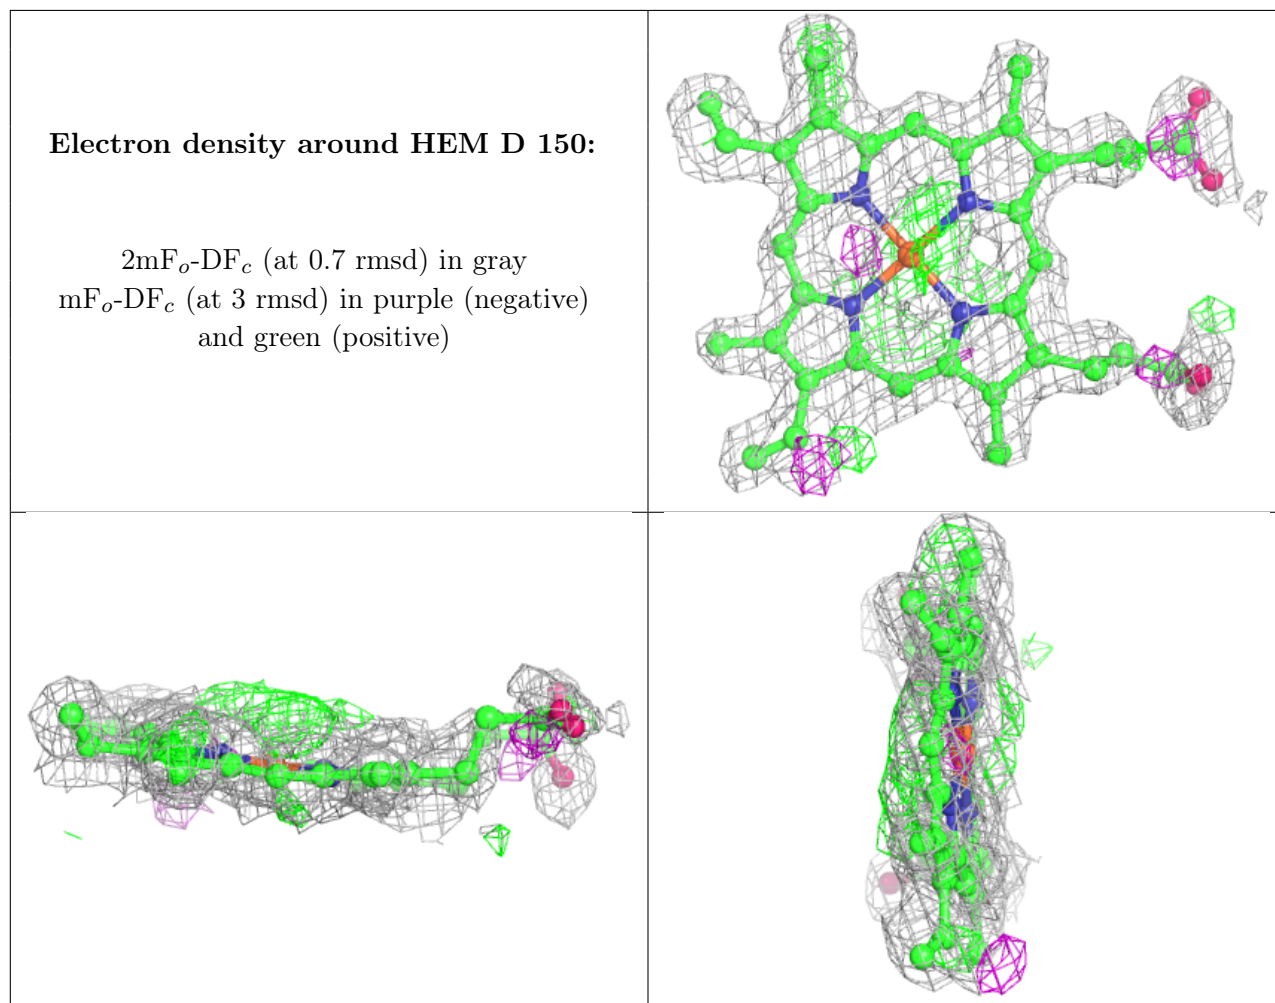 Electron density around HEM D 150:
2mFₒ-DF𝒸 (at 0.7 rmsd) in gray
mFₒ-DF𝒸 (at 3 rmsd) in purple (negative)
and green (positive)